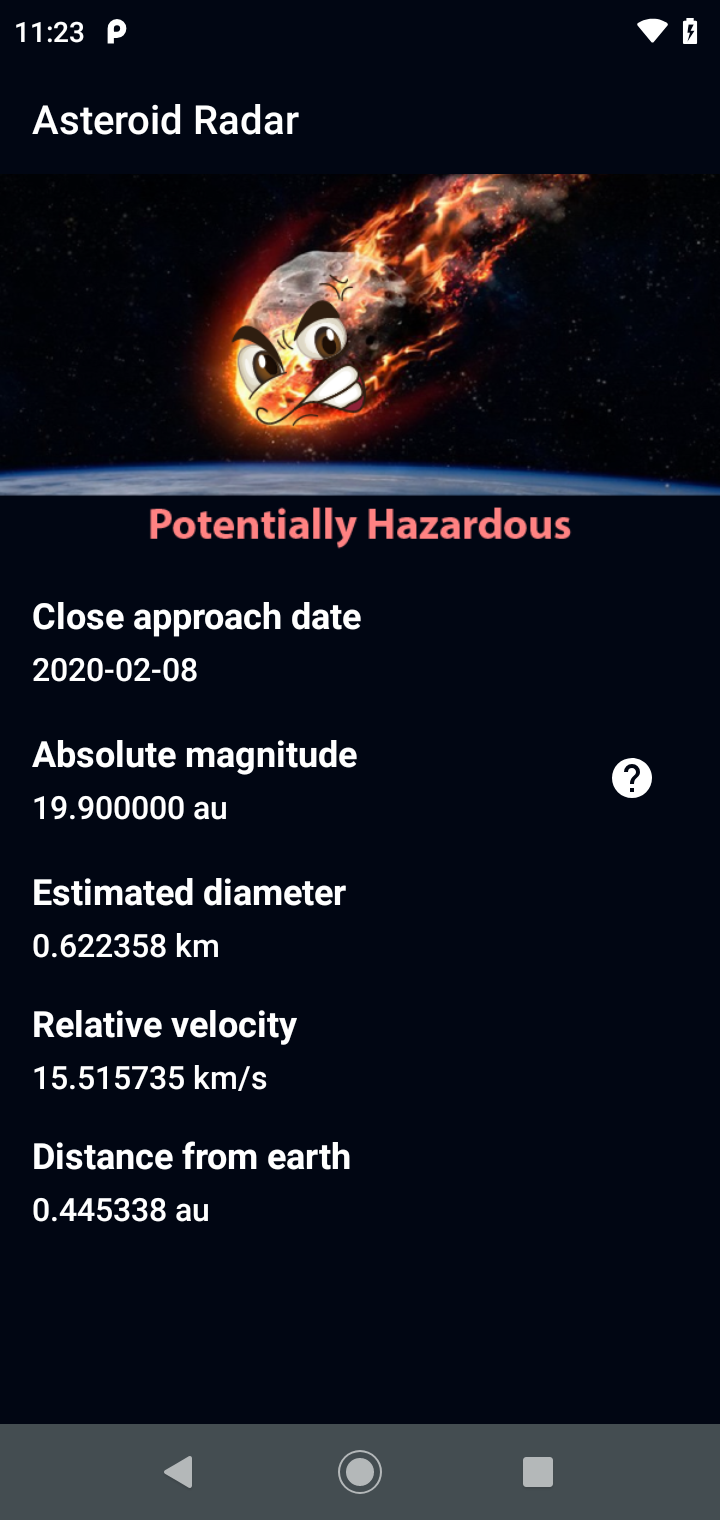 11:23
Asteroid Radar
Potentially Hazardous
Close approach date
2020-02-08
Absolute magnitude
19.900000 au
?
Estimated diameter
0.622358 km
Relative velocity
15.515735 km/s
Distance from earth
0.445338 au